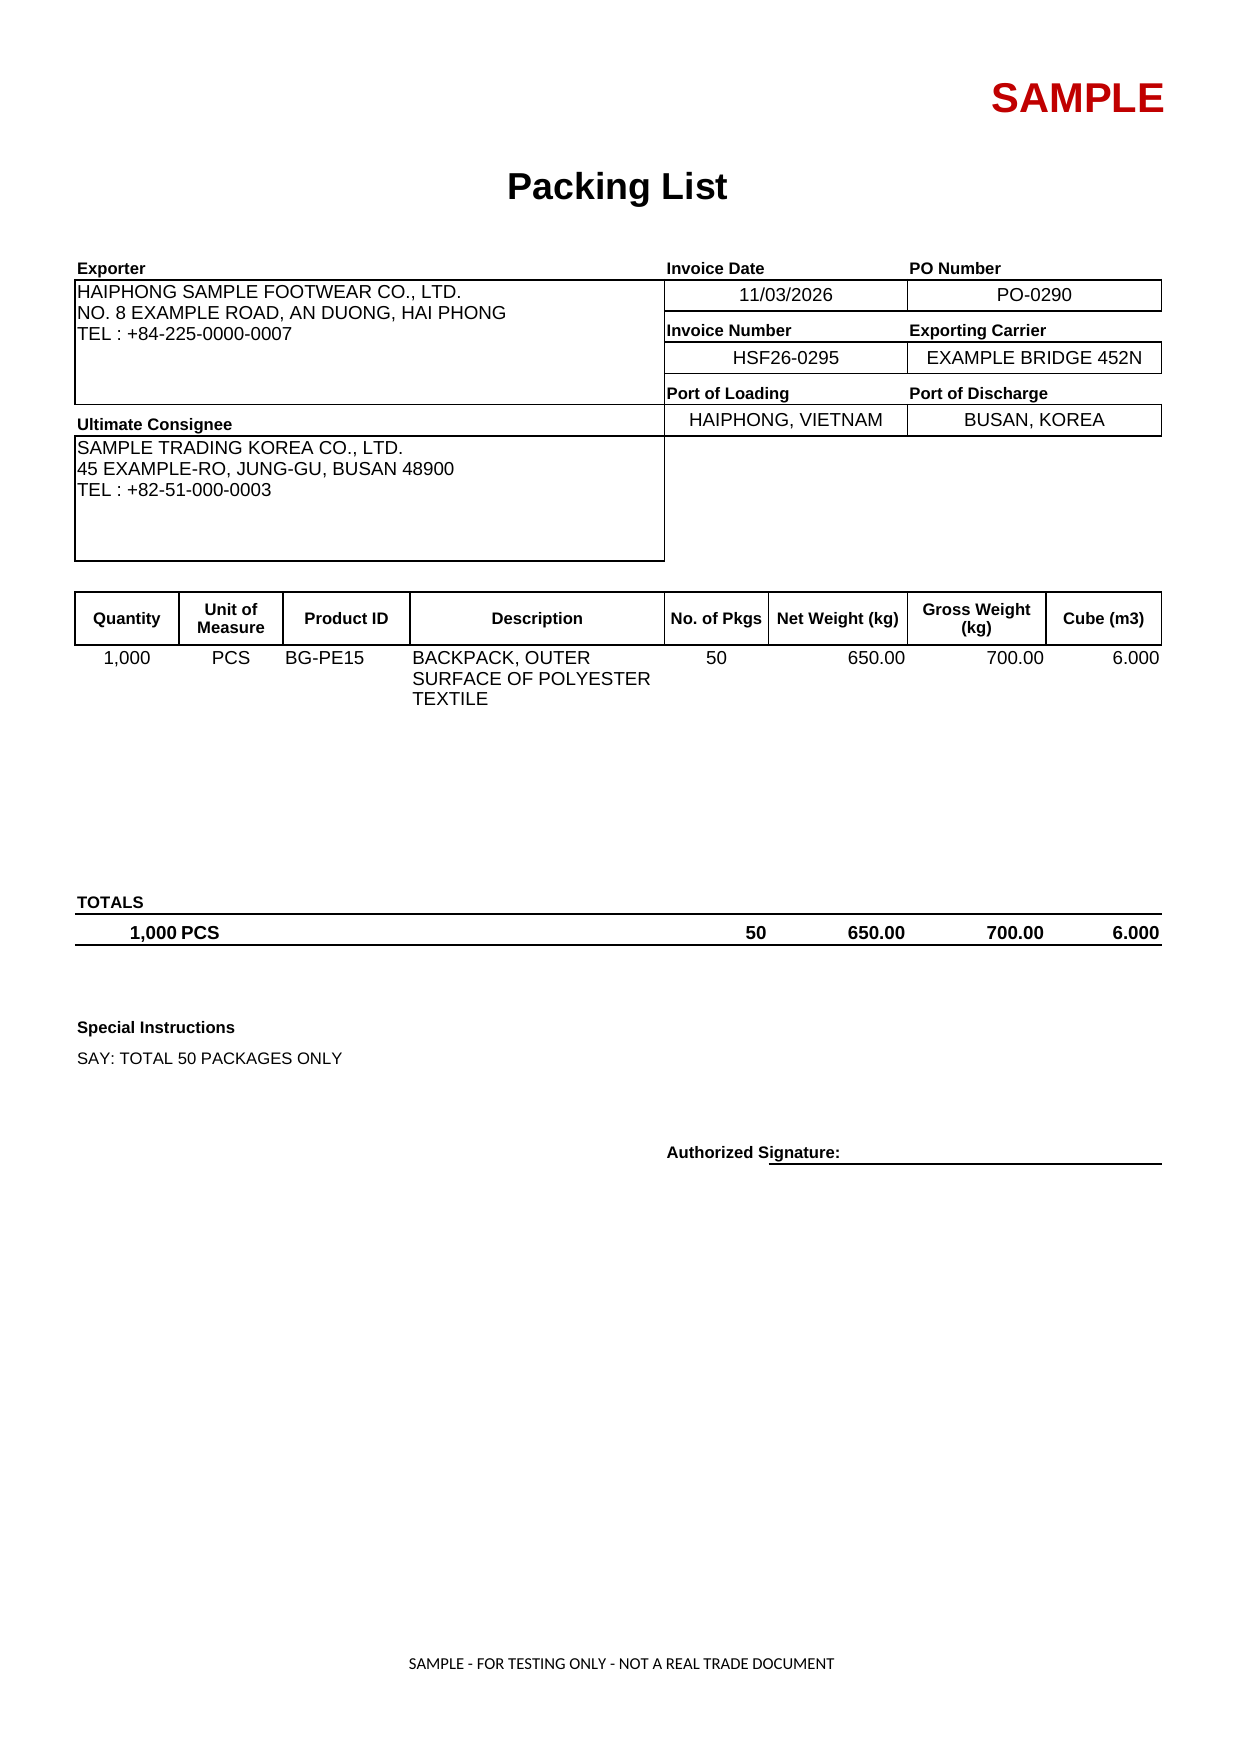 SAMPLE
Packing List
Exporter
HAIPHONG SAMPLE FOOTWEAR CO., LTD.
NO. 8 EXAMPLE ROAD, AN DUONG, HAI PHONG
TEL : +84-225-0000-0007
Invoice Date PO Number
11/03/2026 PO-0290
Invoice Number Exporting Carrier
HSF26-0295 EXAMPLE BRIDGE 452N
Port of Loading Port of Discharge
HAIPHONG, VIETNAM BUSAN, KOREA
Ultimate Consignee
SAMPLE TRADING KOREA CO., LTD.
45 EXAMPLE-RO, JUNG-GU, BUSAN 48900
TEL : +82-51-000-0003
Quantity Unit of Measure Product ID Description No. of Pkgs Net Weight (kg) Gross Weight (kg) Cube (m3)
1,000 PCS BG-PE15 BACKPACK, OUTER 50 650.00 700.00 6.000
SURFACE OF POLYESTER
TEXTILE
TOTALS
1,000 PCS 50 650.00 700.00 6.000
Special Instructions
SAY: TOTAL 50 PACKAGES ONLY
Authorized Signature:
SAMPLE - FOR TESTING ONLY - NOT A REAL TRADE DOCUMENT